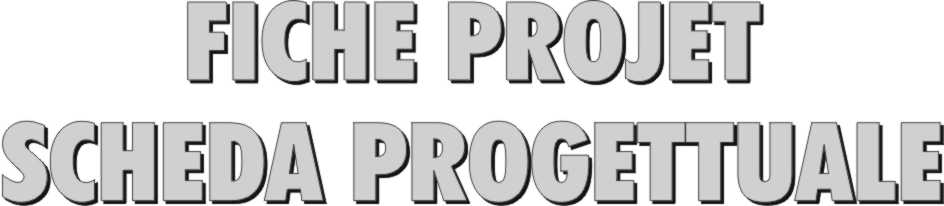 FICHE PROJET
SCHEDA PROGETTUALE